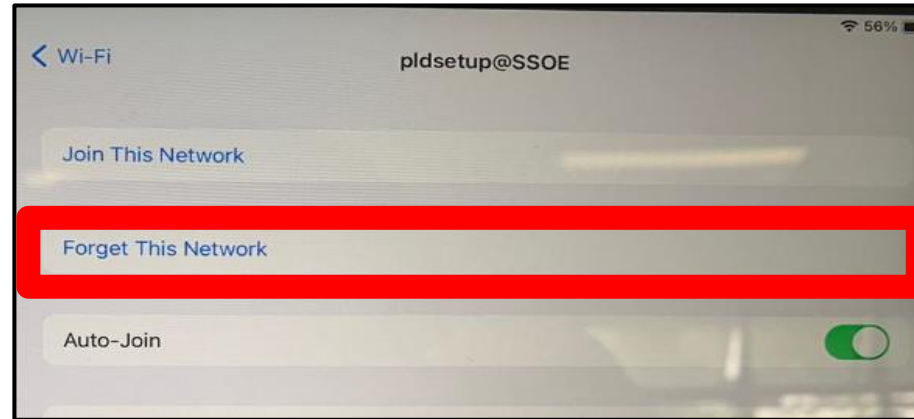 56%
Wi-Fi
pldsetup@SSOE
Join This Network
Forget This Network
Auto-Join